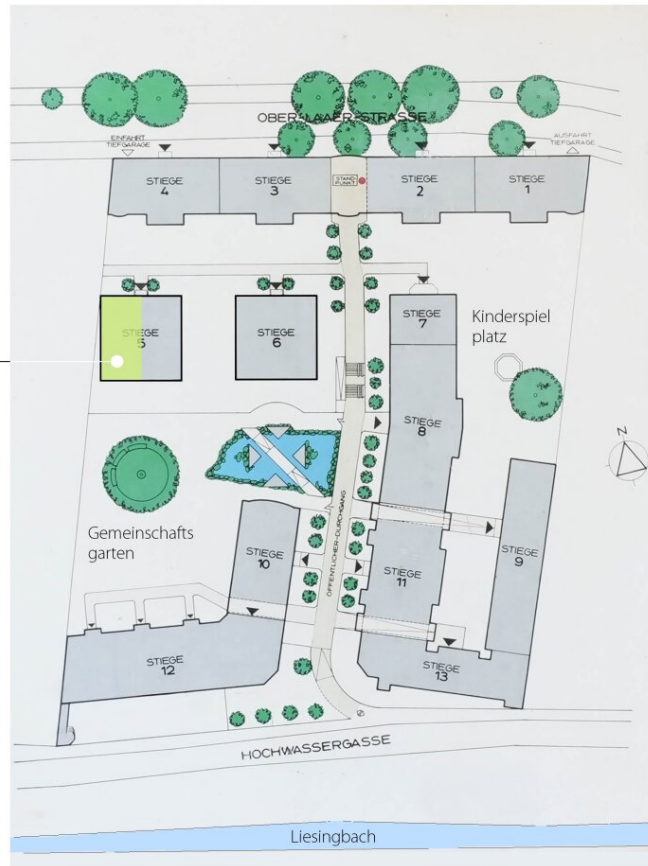 OBER-LAAER-STRASSE
EINFAHRT
TIEFGARAGE
AUSFAHRT
TIEFGARAGE
STIEGE
4
STIEGE
3
STAND-
PUNKT
STIEGE
2
STIEGE
1
STIEGE
5
STIEGE
6
STIEGE
7
Kinderspiel
platz
STIEGE
8
N
Gemeinschafts
garten
ÖFFENTLICHER-DURCHGANG
STIEGE
10
STIEGE
9
STIEGE
11
STIEGE
12
STIEGE
13
HOCHWASSERGASSE
Liesingbach